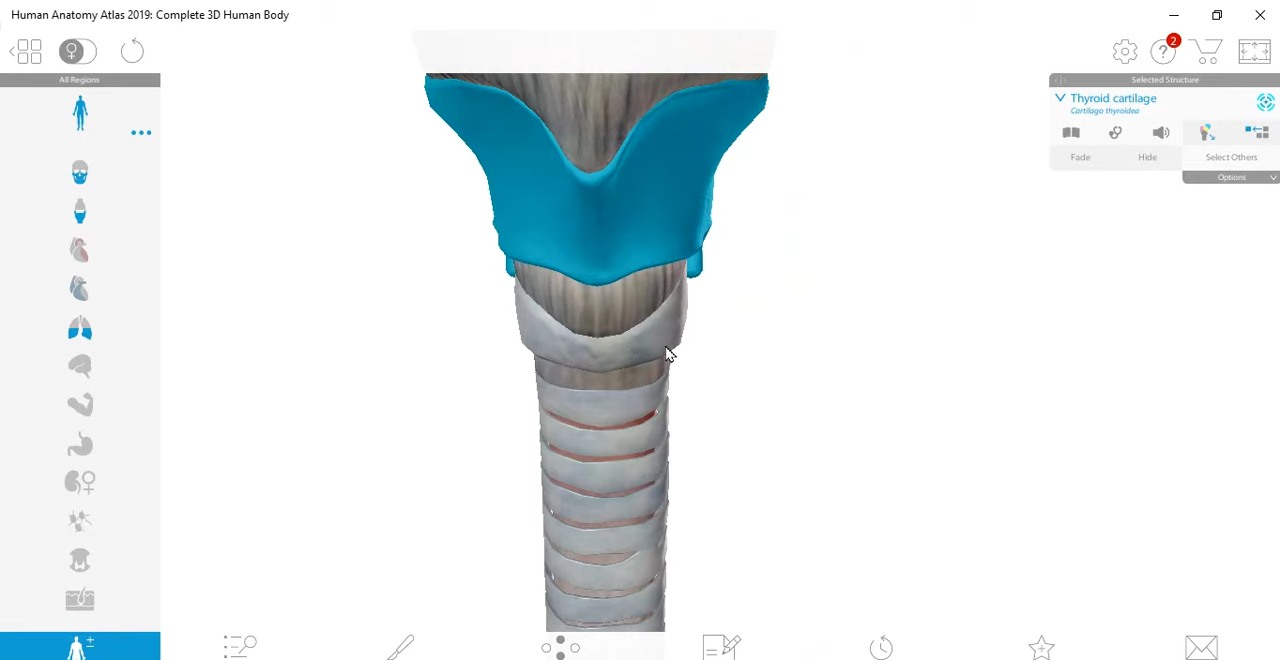 Human Anatomy Atlas 2019: Complete 3D Human Body
2
All Regions
Selected Structure
Thyroid cartilage
Cartilago thyroidea
Fade Hide Select Others
Options